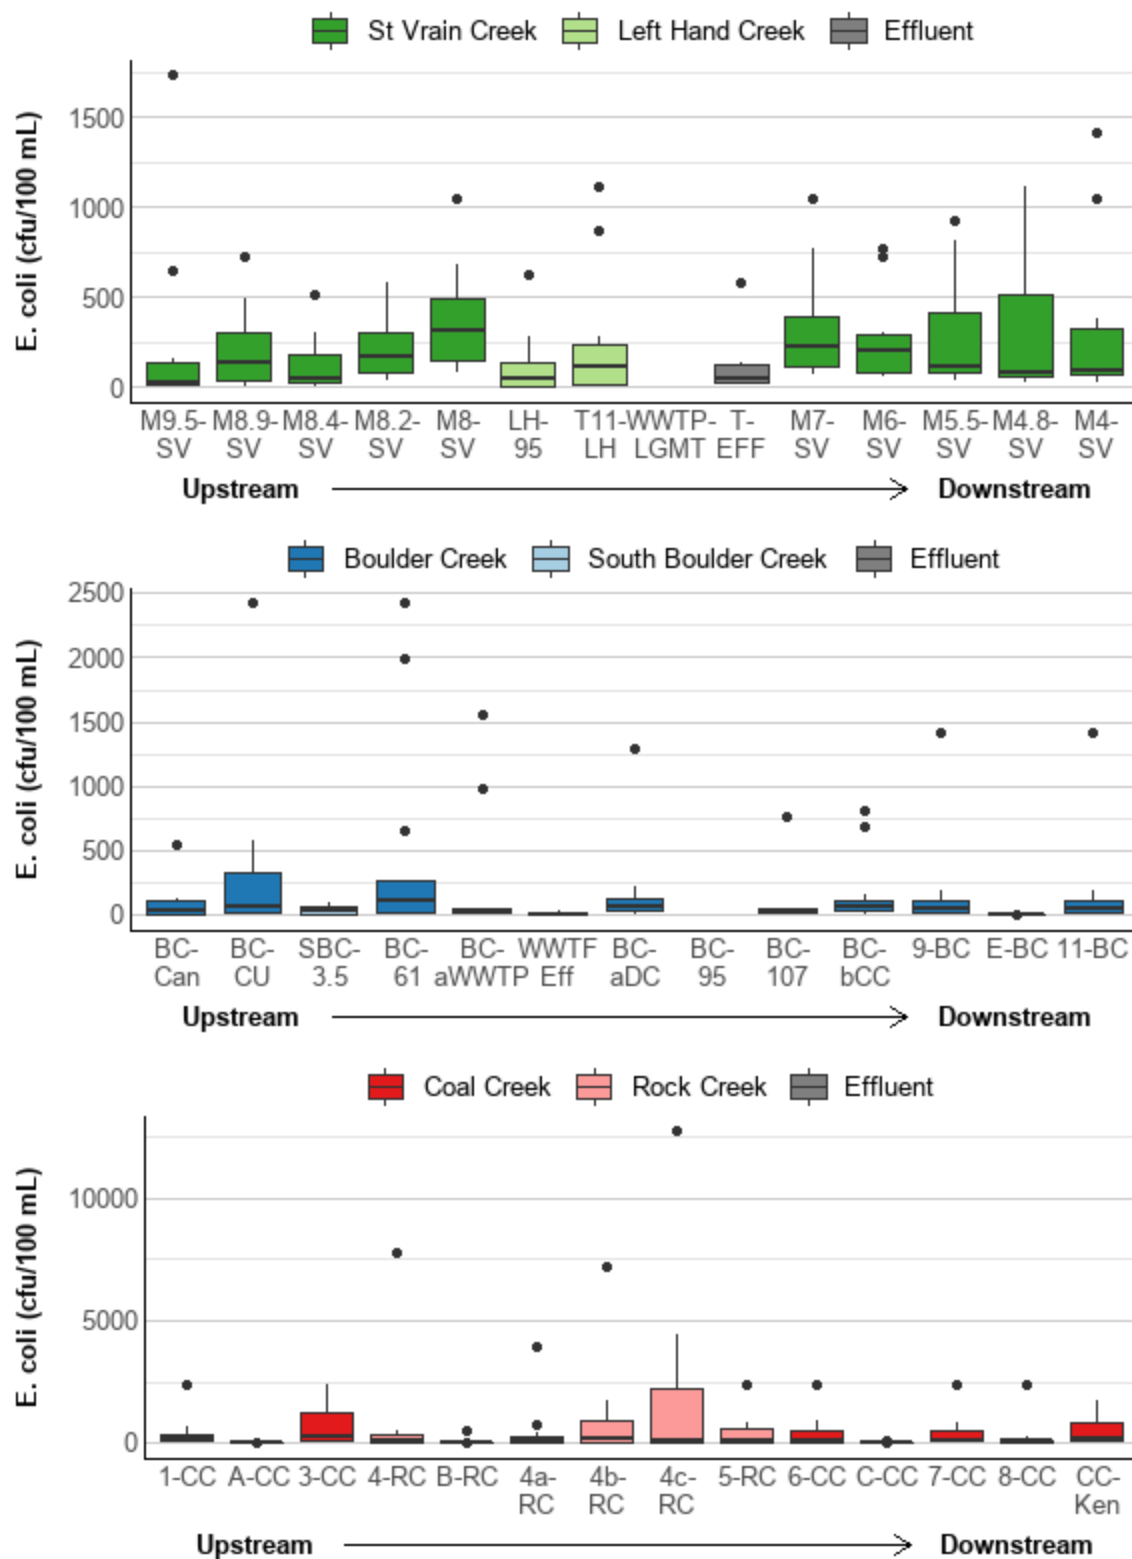 St Vrain Creek Left Hand Creek Effluent
E. coli (cfu/100 mL)
1500
1000
500
0
M9.5- M8.9- M8.4- M8.2- M8- LH- T11- WWTP- T- M7- M6- M5.5- M4.8- M4-
SV SV SV SV SV 95 LH LGMT EFF SV SV SV SV SV
Upstream Downstream
Boulder Creek South Boulder Creek Effluent
E. coli (cfu/100 mL)
2500
2000
1500
1000
500
0
BC- BC- SBC- BC- BC- WWTF BC- BC- BC- BC- 9-BC E-BC 11-BC
Can CU 3.5 61 aWWTP Eff aDC 95 107 bCC
Upstream Downstream
Coal Creek Rock Creek Effluent
E. coli (cfu/100 mL)
10000
5000
0
1-CC A-CC 3-CC 4-RC B-RC 4a- 4b- 4c- 5-RC 6-CC C-CC 7-CC 8-CC CC-
RC RC RC Ken
Upstream Downstream